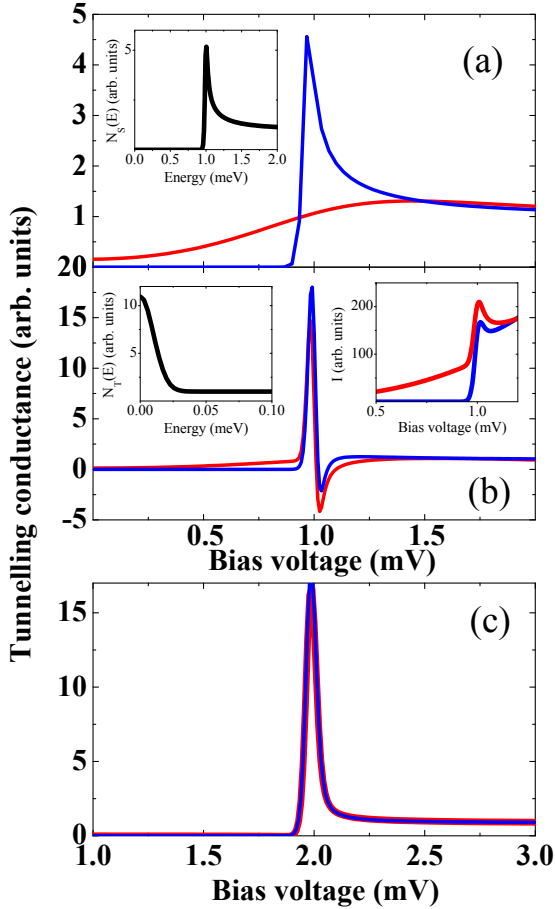 Tunnelling conductance (arb. units)
5
4
3
2
1
0
(a)
N_S(E) (arb. units)
5
0.0 0.5 1.0 1.5 2.0
Energy (meV)
20
15
10
5
0
-5
(b)
N_T(E) (arb. units)
10
5
0.00 0.05 0.10
Energy (meV)
I (arb. units)
200
100
0.5 1.0
Bias voltage (mV)
0.5 1.0 1.5
Bias voltage (mV)
15
10
5
0
(c)
1.0 1.5 2.0 2.5 3.0
Bias voltage (mV)